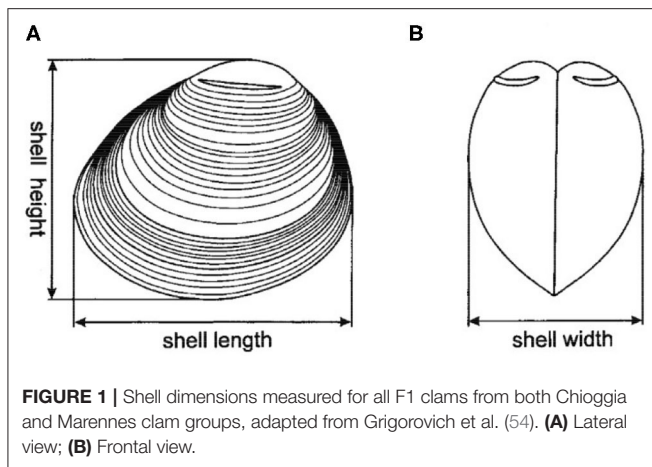 A
B
shell height
shell length
shell width
FIGURE 1 | Shell dimensions measured for all F1 clams from both Chioggia
and Marennes clam groups, adapted from Grigorovich et al. (54). (A) Lateral
view; (B) Frontal view.